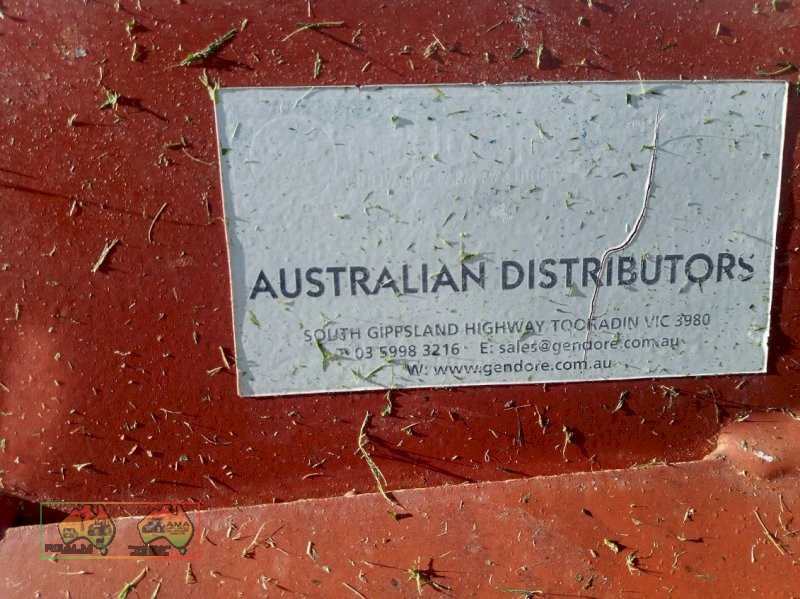 AUSTRALIAN DISTRIBUTORS
SOUTH GIPPSLAND HIGHWAY TOORADIN VIC 3980
03 5998 3216 E: sales@gendore.com.au
W: www.gendore.com.au